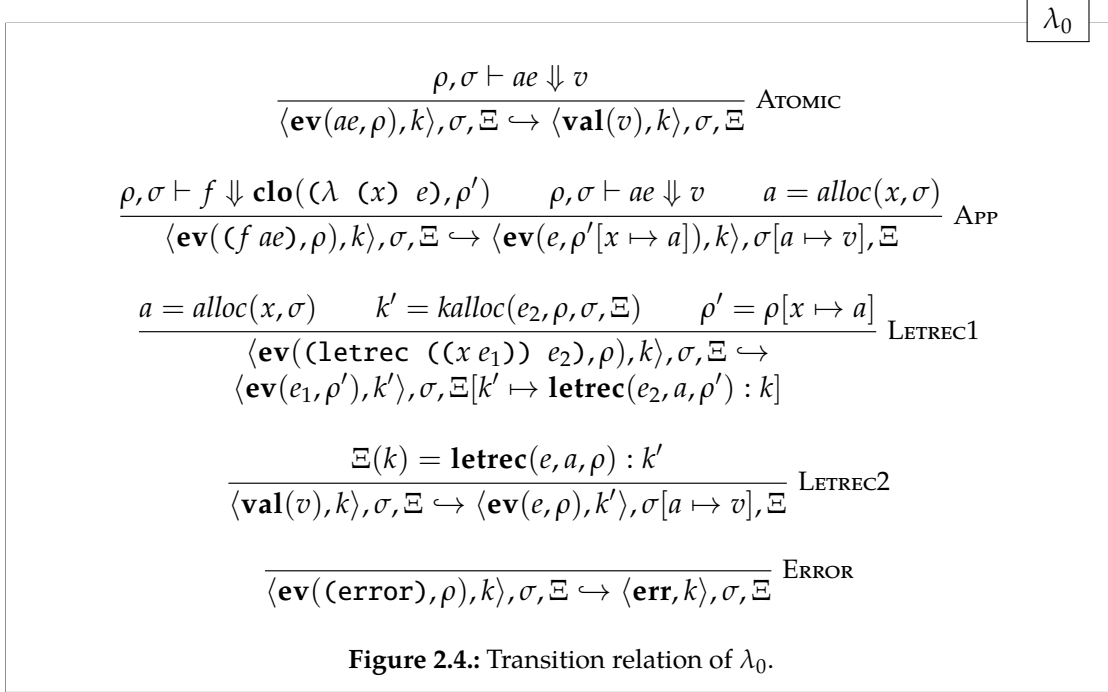 λ₀
ρ, σ ⊢ ae ⇓ v
⟨ev(ae, ρ), k⟩, σ, Ξ ↪ ⟨val(v), k⟩, σ, Ξ ATOMIC
ρ, σ ⊢ f ⇓ clo((λ (x) e), ρ′) ρ, σ ⊢ ae ⇓ v a = alloc(x, σ)
⟨ev((f ae), ρ), k⟩, σ, Ξ ↪ ⟨ev(e, ρ′[x ↦ a]), k⟩, σ[a ↦ v], Ξ APP
a = alloc(x, σ) k′ = kalloc(e₂, ρ, σ, Ξ) ρ′ = ρ[x ↦ a]
⟨ev((letrec ((x e₁)) e₂), ρ), k⟩, σ, Ξ ↪ LETREC1
⟨ev(e₁, ρ′), k′⟩, σ, Ξ[k′ ↦ letrec(e₂, a, ρ′) : k]
Ξ(k) = letrec(e, a, ρ) : k′
⟨val(v), k⟩, σ, Ξ ↪ ⟨ev(e, ρ), k′⟩, σ[a ↦ v], Ξ LETREC2
⟨ev((error), ρ), k⟩, σ, Ξ ↪ ⟨err, k⟩, σ, Ξ ERROR
Figure 2.4.: Transition relation of λ₀.